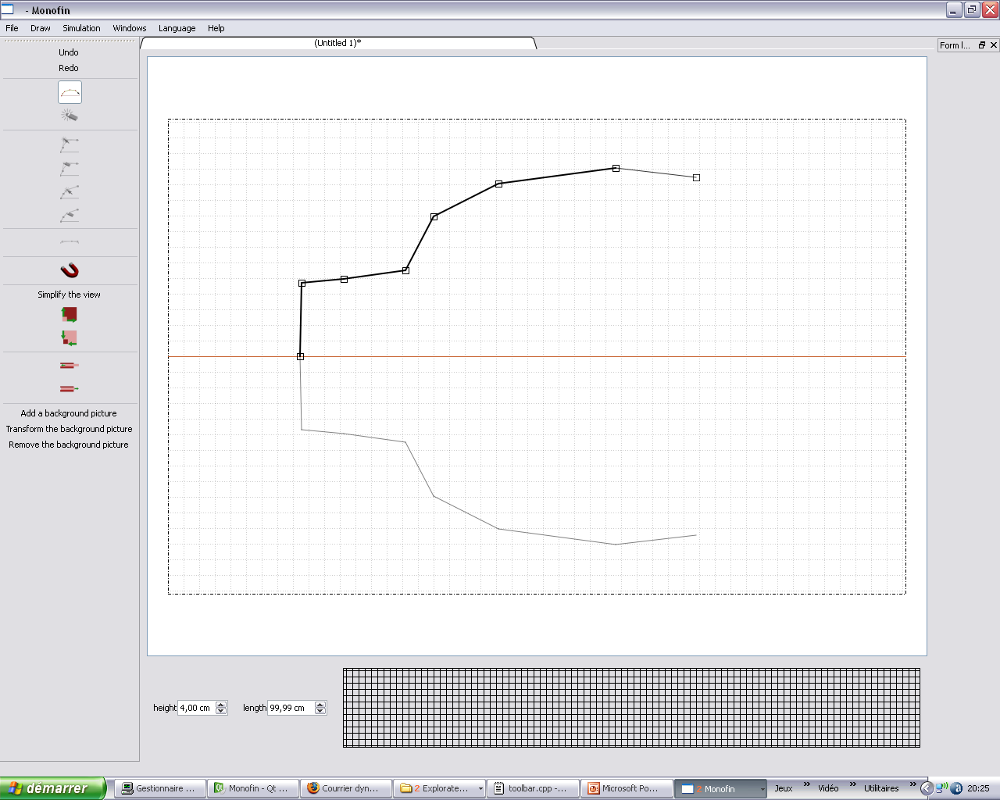 - Monofin
File Draw Simulation Windows Language Help
(Untitled 1)*
Form l...
Undo
Redo
Simplify the view
Add a background picture
Transform the background picture
Remove the background picture
height 4,00 cm length 99,99 cm
démarrer Gestionnaire ... Monofin - Qt ... Courrier dyn... 2 Explorate... toolbar.cpp -... Microsoft Po... 2 Monofin Jeux » Vidéo » Utilitaires » 20:25